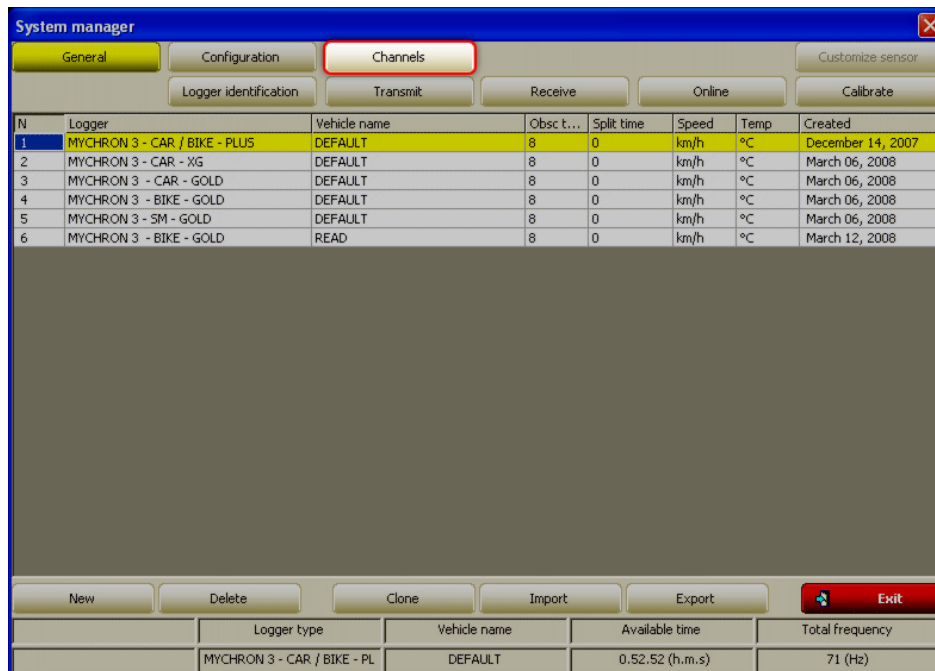 System manager
General Configuration Channels Customize sensor
Logger identification Transmit Receive Online Calibrate
N Logger Vehicle name Obsc t... Split time Speed Temp Created
1 MYCHRON 3 - CAR / BIKE - PLUS DEFAULT 8 0 km/h °C December 14, 2007
2 MYCHRON 3 - CAR - XG DEFAULT 8 0 km/h °C March 06, 2008
3 MYCHRON 3 - CAR - GOLD DEFAULT 8 0 km/h °C March 06, 2008
4 MYCHRON 3 - BIKE - GOLD DEFAULT 8 0 km/h °C March 06, 2008
5 MYCHRON 3 - SM - GOLD DEFAULT 8 0 km/h °C March 06, 2008
6 MYCHRON 3 - BIKE - GOLD READ 8 0 km/h °C March 12, 2008
New Delete Clone Import Export Exit
Logger type Vehicle name Available time Total frequency
MYCHRON 3 - CAR / BIKE - PL DEFAULT 0.52.52 (h.m.s) 71 (Hz)